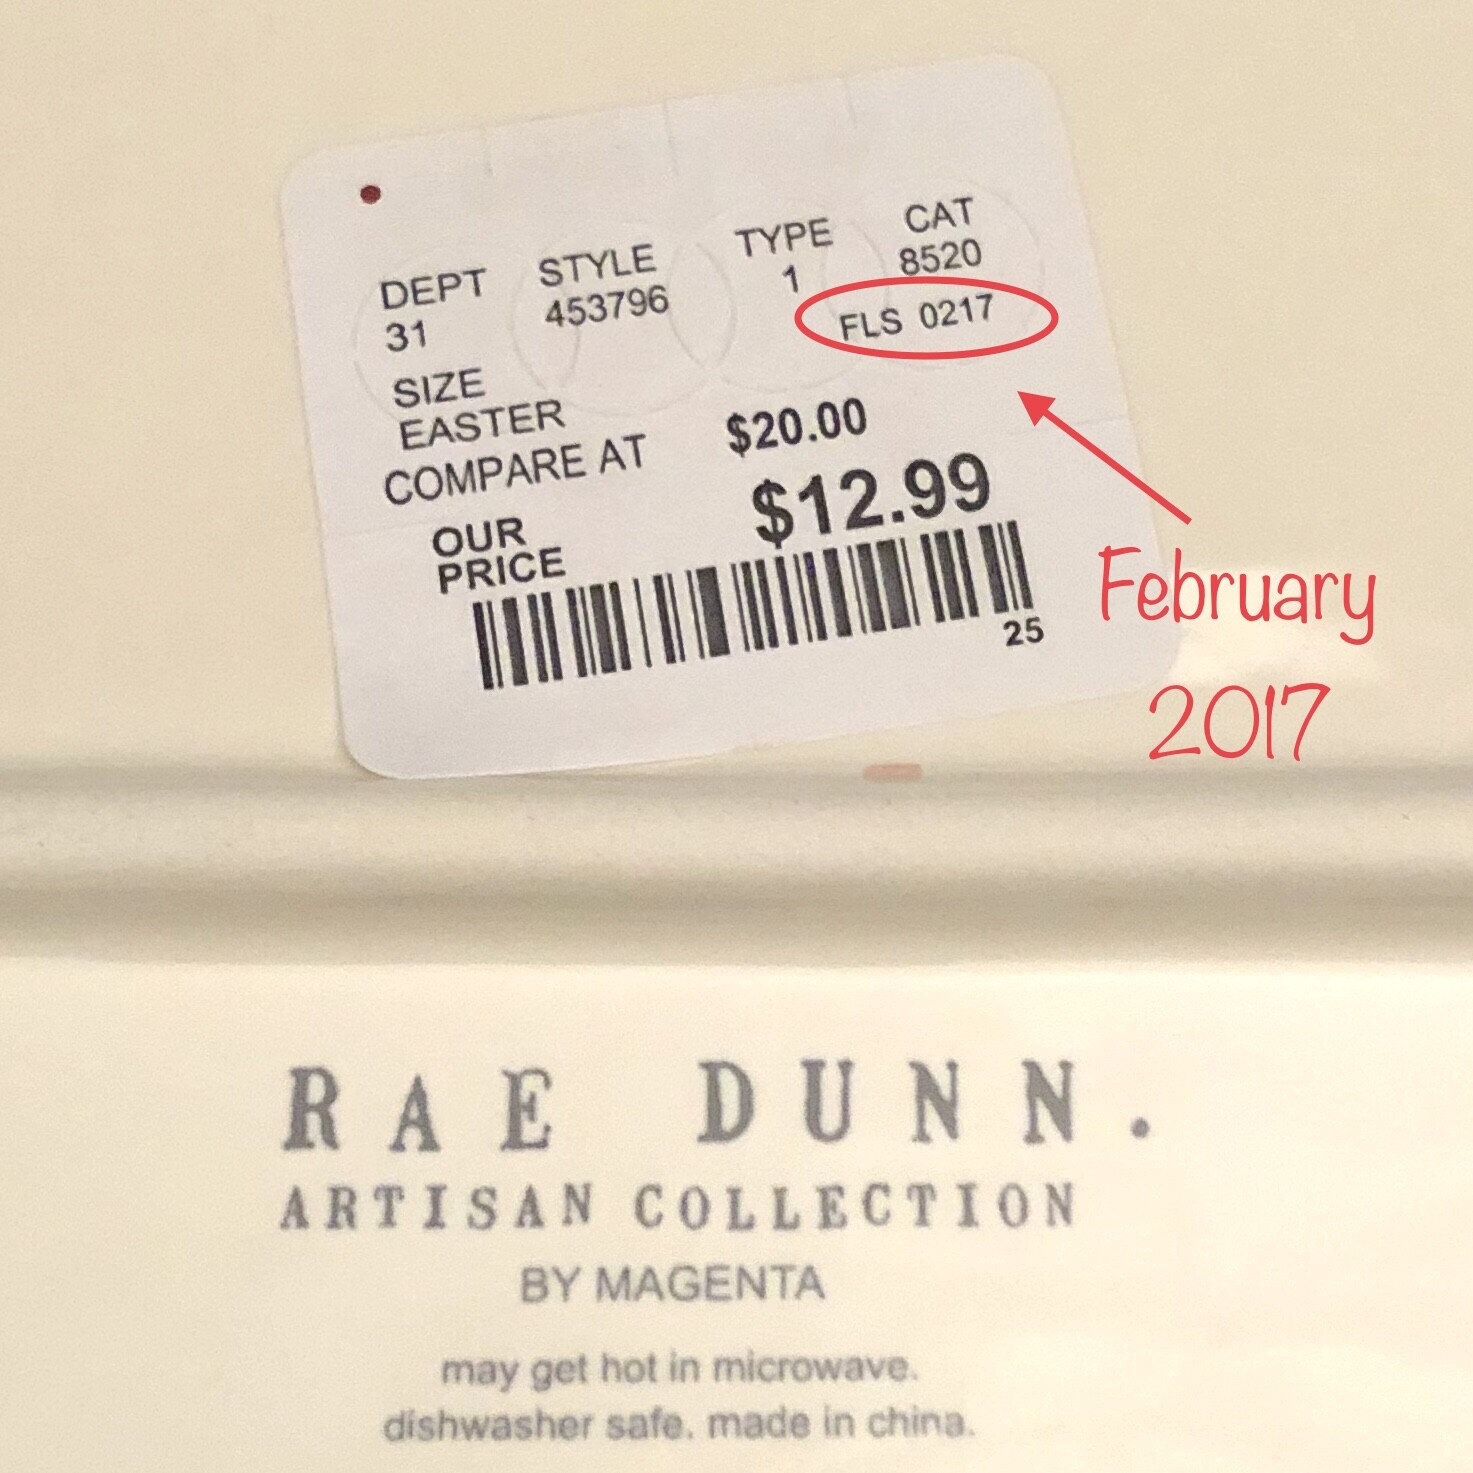 DEPT STYLE TYPE CAT
31 453796 1 8520
FLS 0217
SIZE
EASTER
COMPARE AT $20.00
OUR
PRICE $12.99
25
February
2017
RAE DUNN.
ARTISAN COLLECTION
BY MAGENTA
may get hot in microwave.
dishwasher safe. made in china.